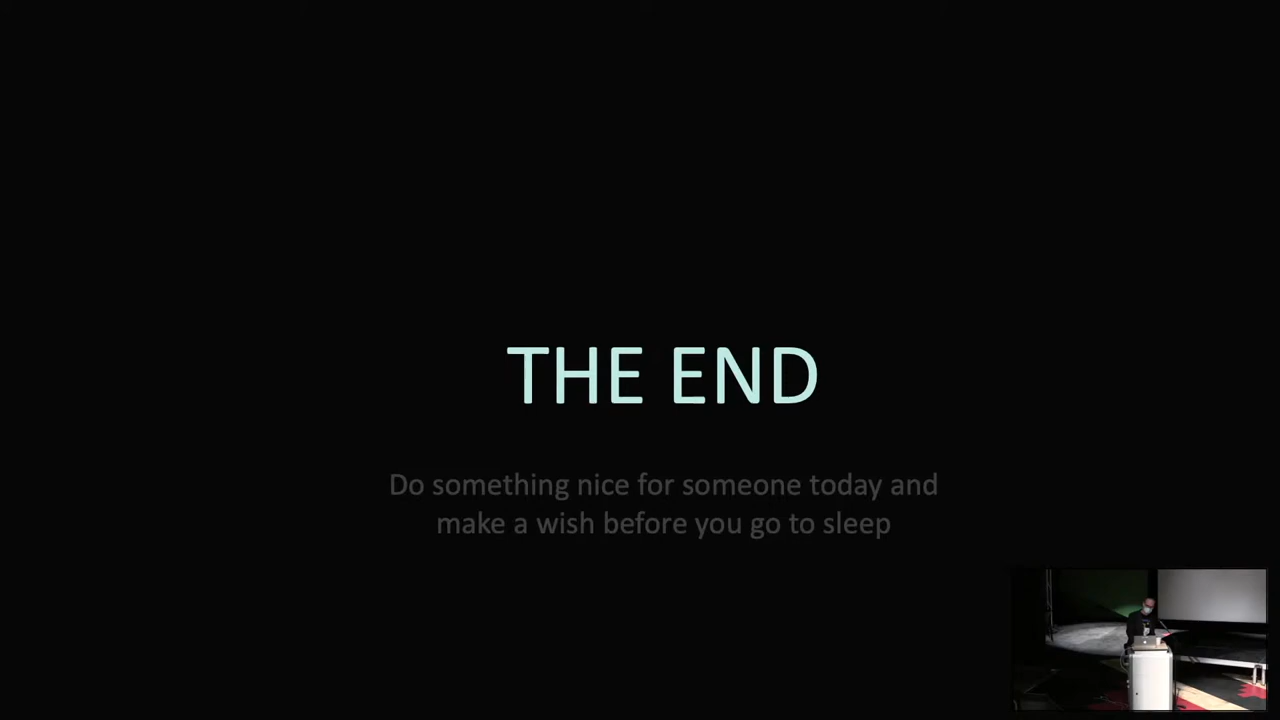 THE END
Do something nice for someone today and
make a wish before you go to sleep